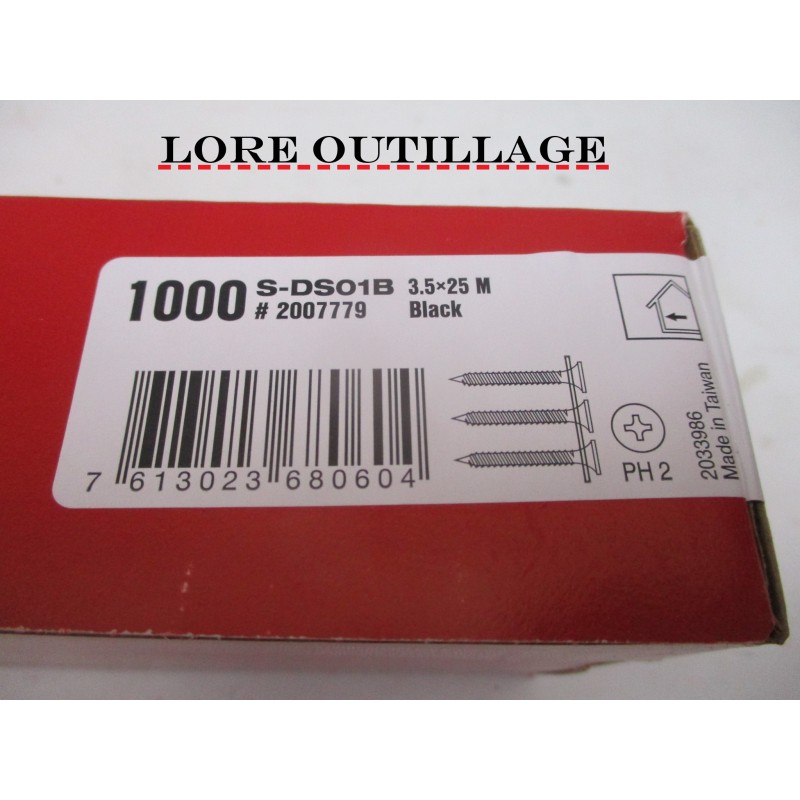 LORE OUTILLAGE
1000 S-DS01B 3.5×25 M
# 2007779 Black
7 613023 680604
PH 2
2033986
Made in Taiwan